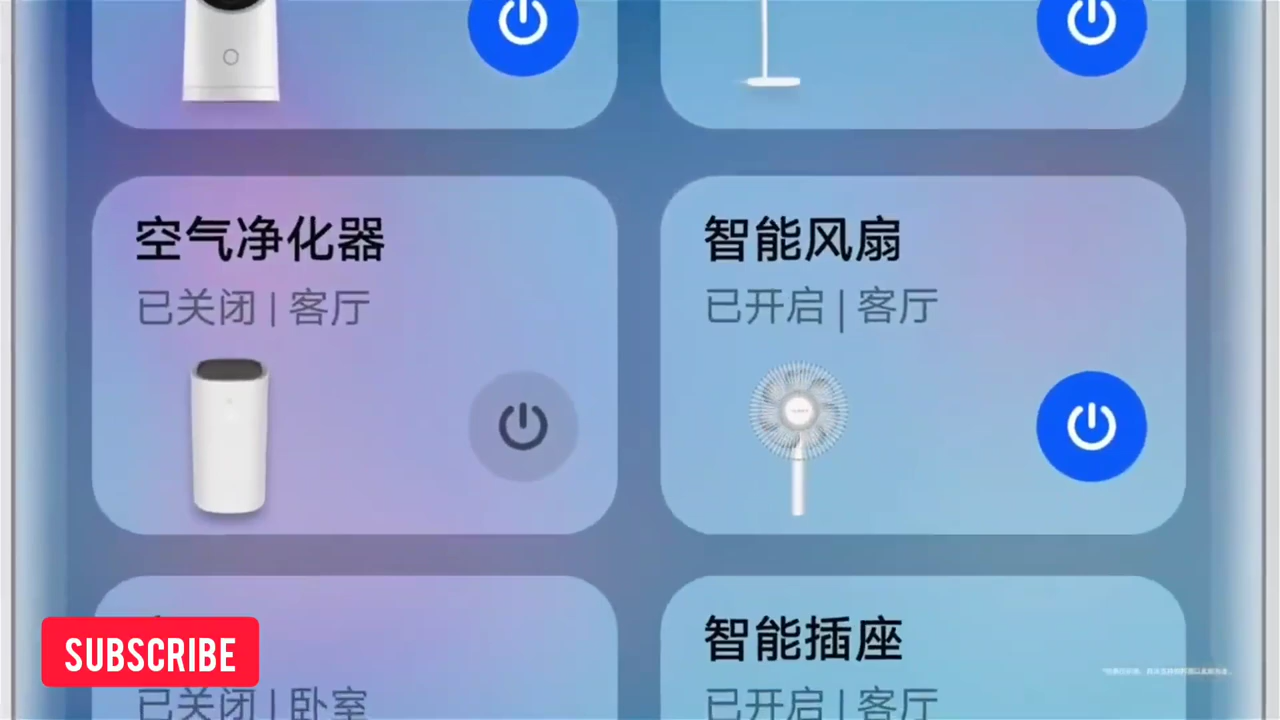 空气净化器
已关闭 | 客厅
智能风扇
已开启 | 客厅
SUBSCRIBE
已关闭 | 卧室
智能插座
已开启 | 客厅